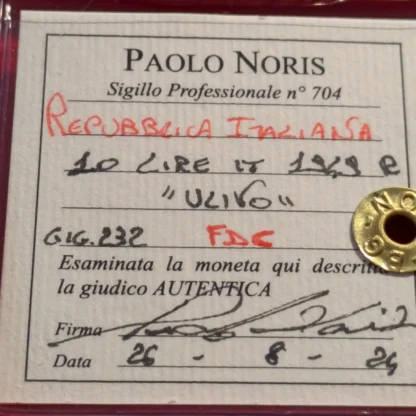 PAOLO NORIS
Sigillo Professionale n° 704
REPUBBLICA ITALIANA
10 LIRE IT 1949 R
"ULIVO"
GIG.232 FDC
Esaminata la moneta qui descritta
la giudico AUTENTICA
Firma
Data 26 - 8 - 24